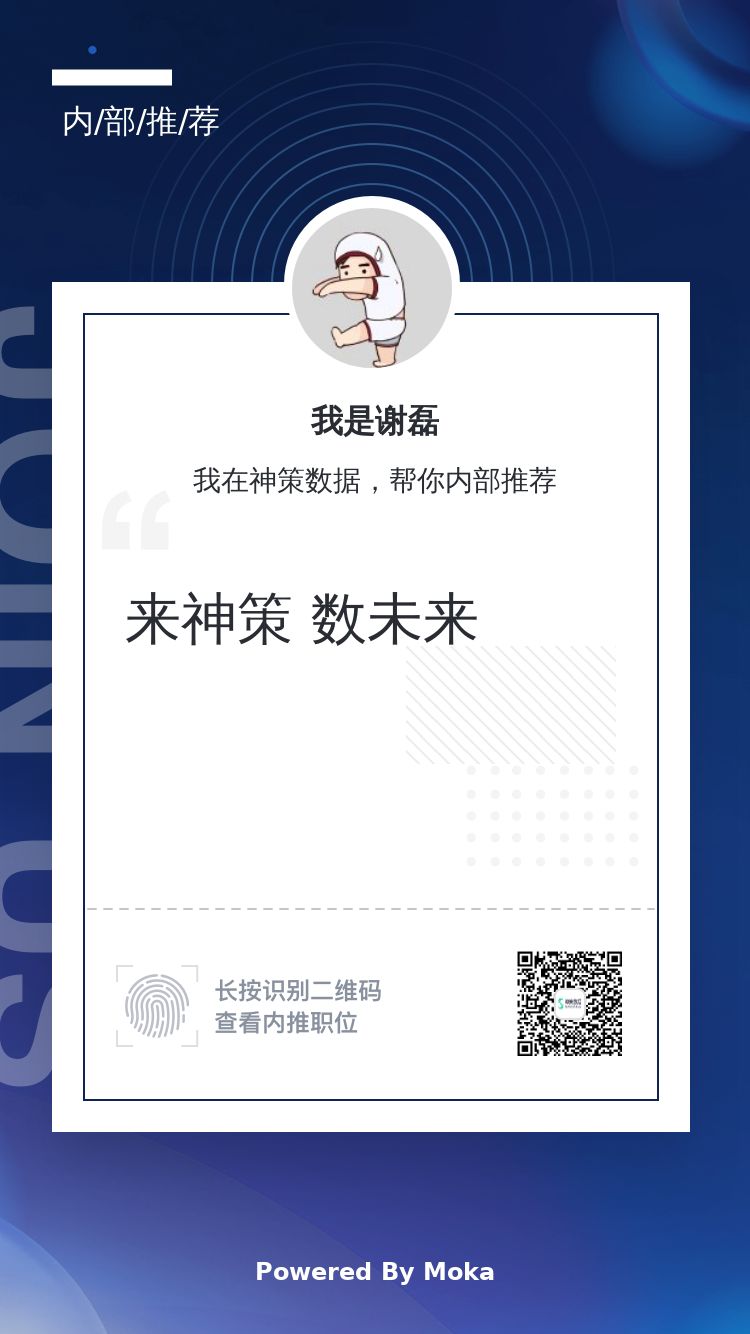 内/部/推/荐
我是谢磊
我在神策数据，帮你内部推荐
来神策 数未来
长按识别二维码
查看内推职位
JOIN US
Powered By Moka